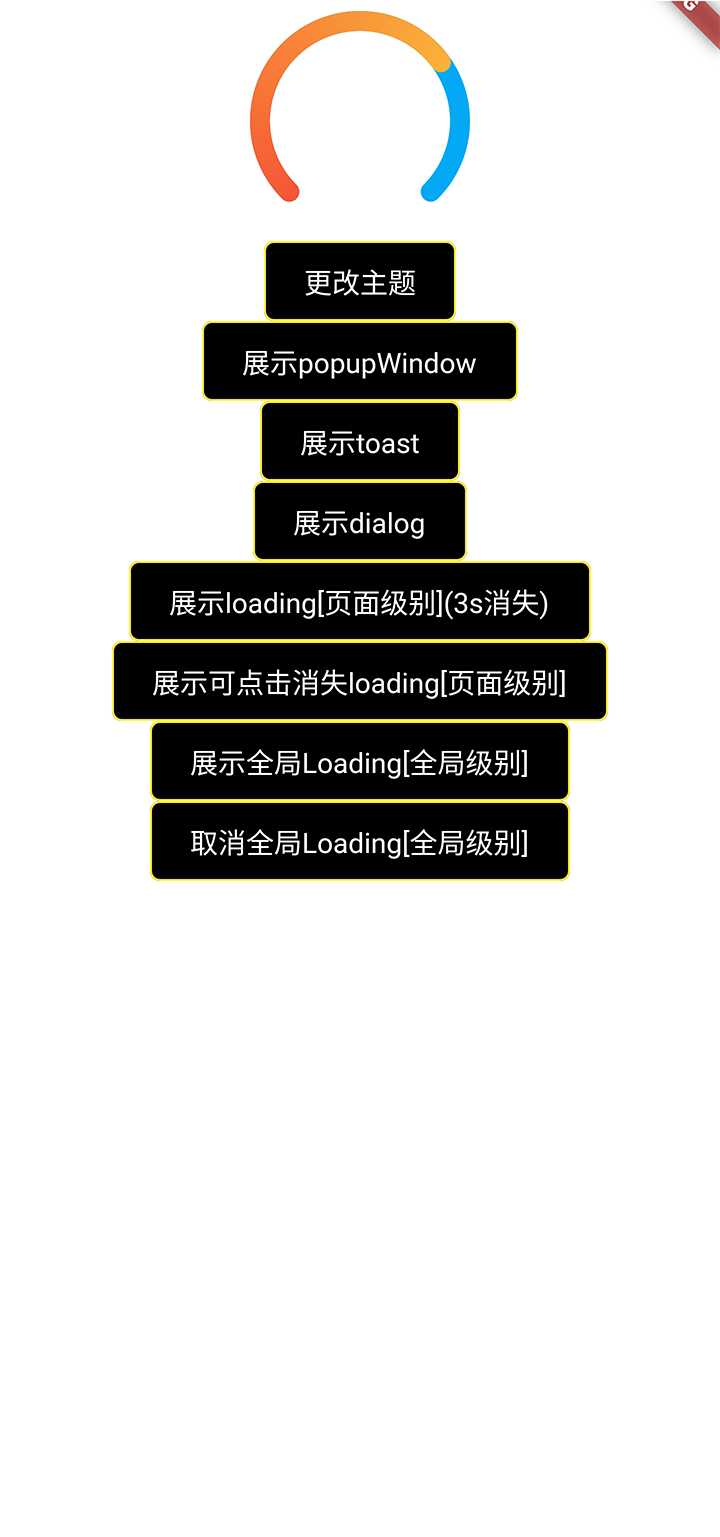 更改主题
展示popupWindow
展示toast
展示dialog
展示loading[页面级别](3s消失)
展示可点击消失loading[页面级别]
展示全局Loading[全局级别]
取消全局Loading[全局级别]